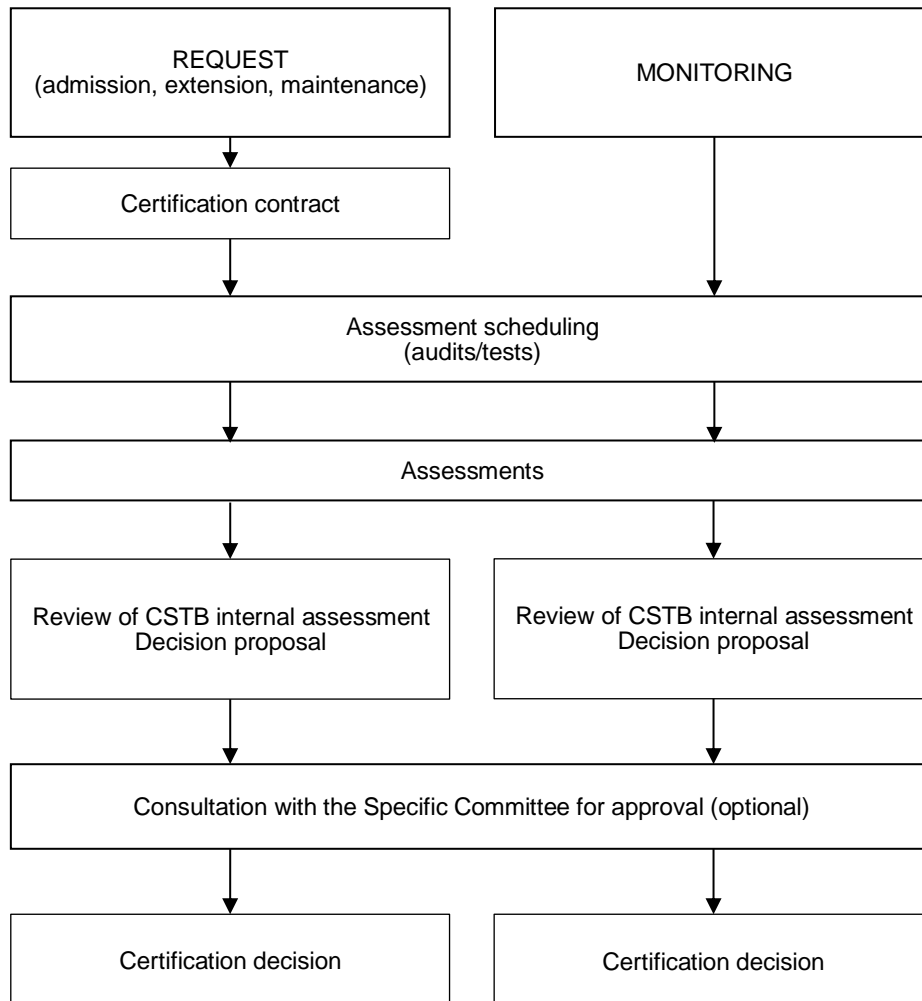 REQUEST
(admission, extension, maintenance)
MONITORING
Certification contract
Assessment scheduling
(audits/tests)
Assessments
Review of CSTB internal assessment
Decision proposal
Review of CSTB internal assessment
Decision proposal
Consultation with the Specific Committee for approval (optional)
Certification decision
Certification decision